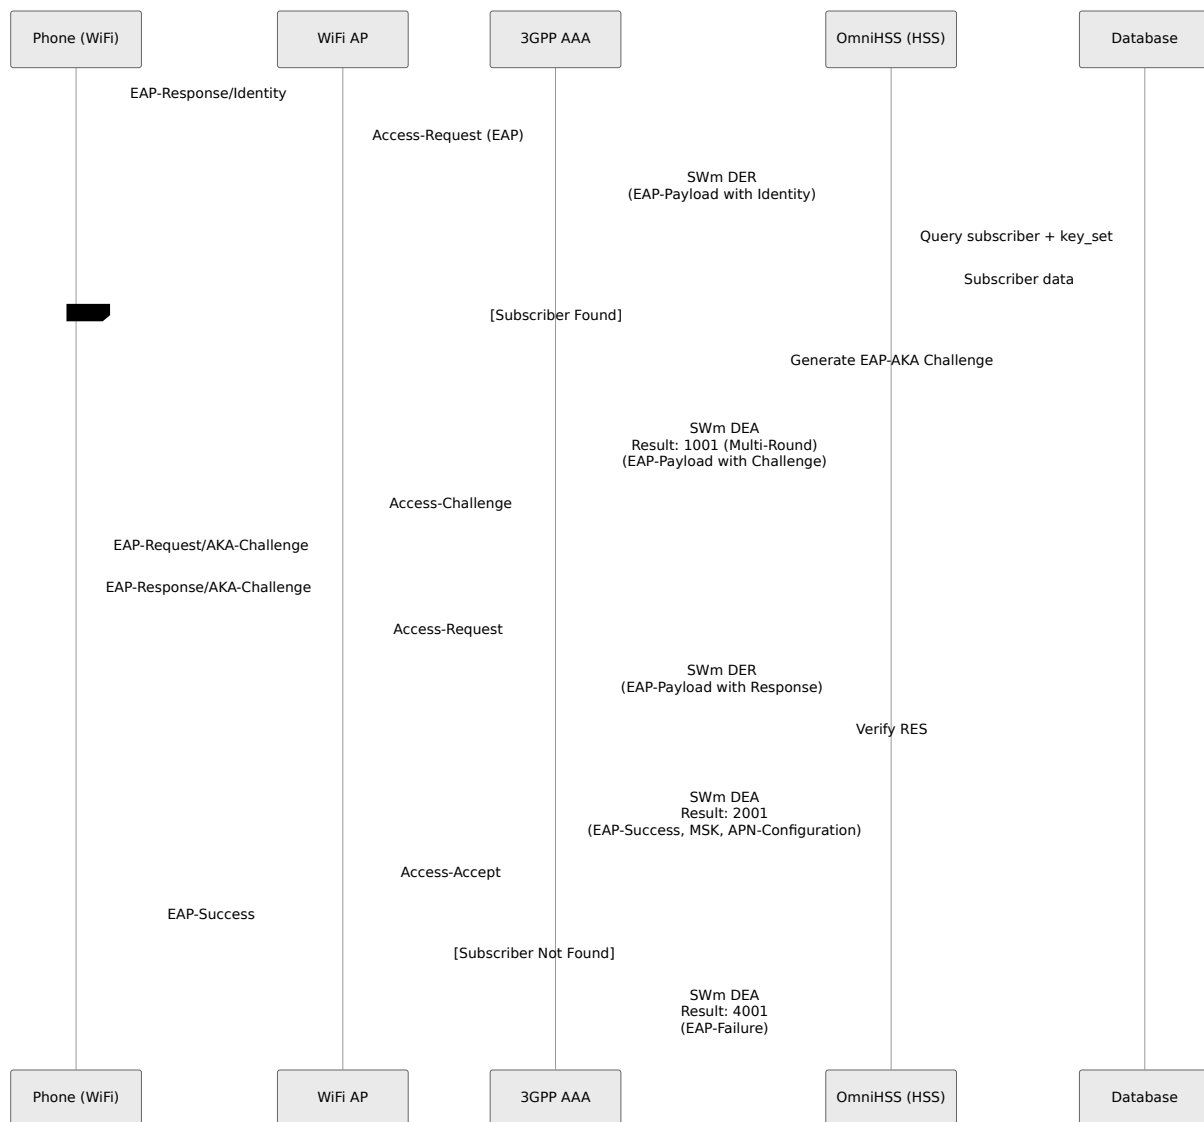 Phone (WiFi)
WiFi AP
3GPP AAA
OmniHSS (HSS)
Database
EAP-Response/Identity
Access-Request (EAP)
SWm DER
(EAP-Payload with Identity)
Query subscriber + key_set
Subscriber data
[Subscriber Found]
Generate EAP-AKA Challenge
SWm DEA
Result: 1001 (Multi-Round)
(EAP-Payload with Challenge)
Access-Challenge
EAP-Request/AKA-Challenge
EAP-Response/AKA-Challenge
Access-Request
SWm DER
(EAP-Payload with Response)
Verify RES
SWm DEA
Result: 2001
(EAP-Success, MSK, APN-Configuration)
Access-Accept
EAP-Success
[Subscriber Not Found]
SWm DEA
Result: 4001
(EAP-Failure)
Phone (WiFi)
WiFi AP
3GPP AAA
OmniHSS (HSS)
Database